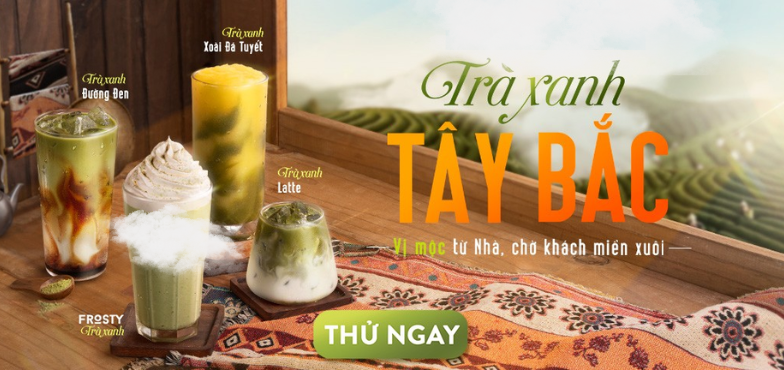 Trà xanh
Xoài Đá Tuyết
Trà xanh
Đường Đen
Trà xanh
Latte
FROSTY
Trà xanh
Trà xanh
TÂY BẮC
Vị mộc từ Nhà, chờ khách miền xuôi
THỬ NGAY